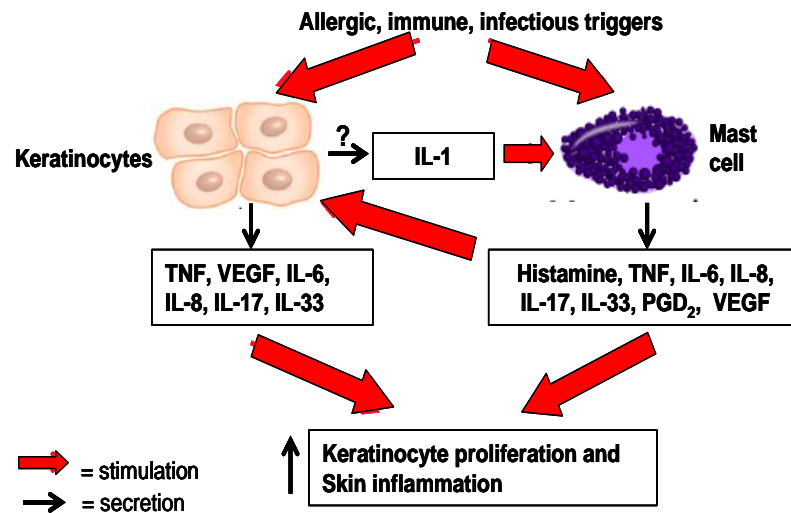 Allergic, immune, infectious triggers
Keratinocytes
?
IL-1
Mast
cell
TNF, VEGF, IL-6,
IL-8, IL-17, IL-33
Histamine, TNF, IL-6, IL-8,
IL-17, IL-33, PGD₂, VEGF
Keratinocyte proliferation and
Skin inflammation
= stimulation
= secretion